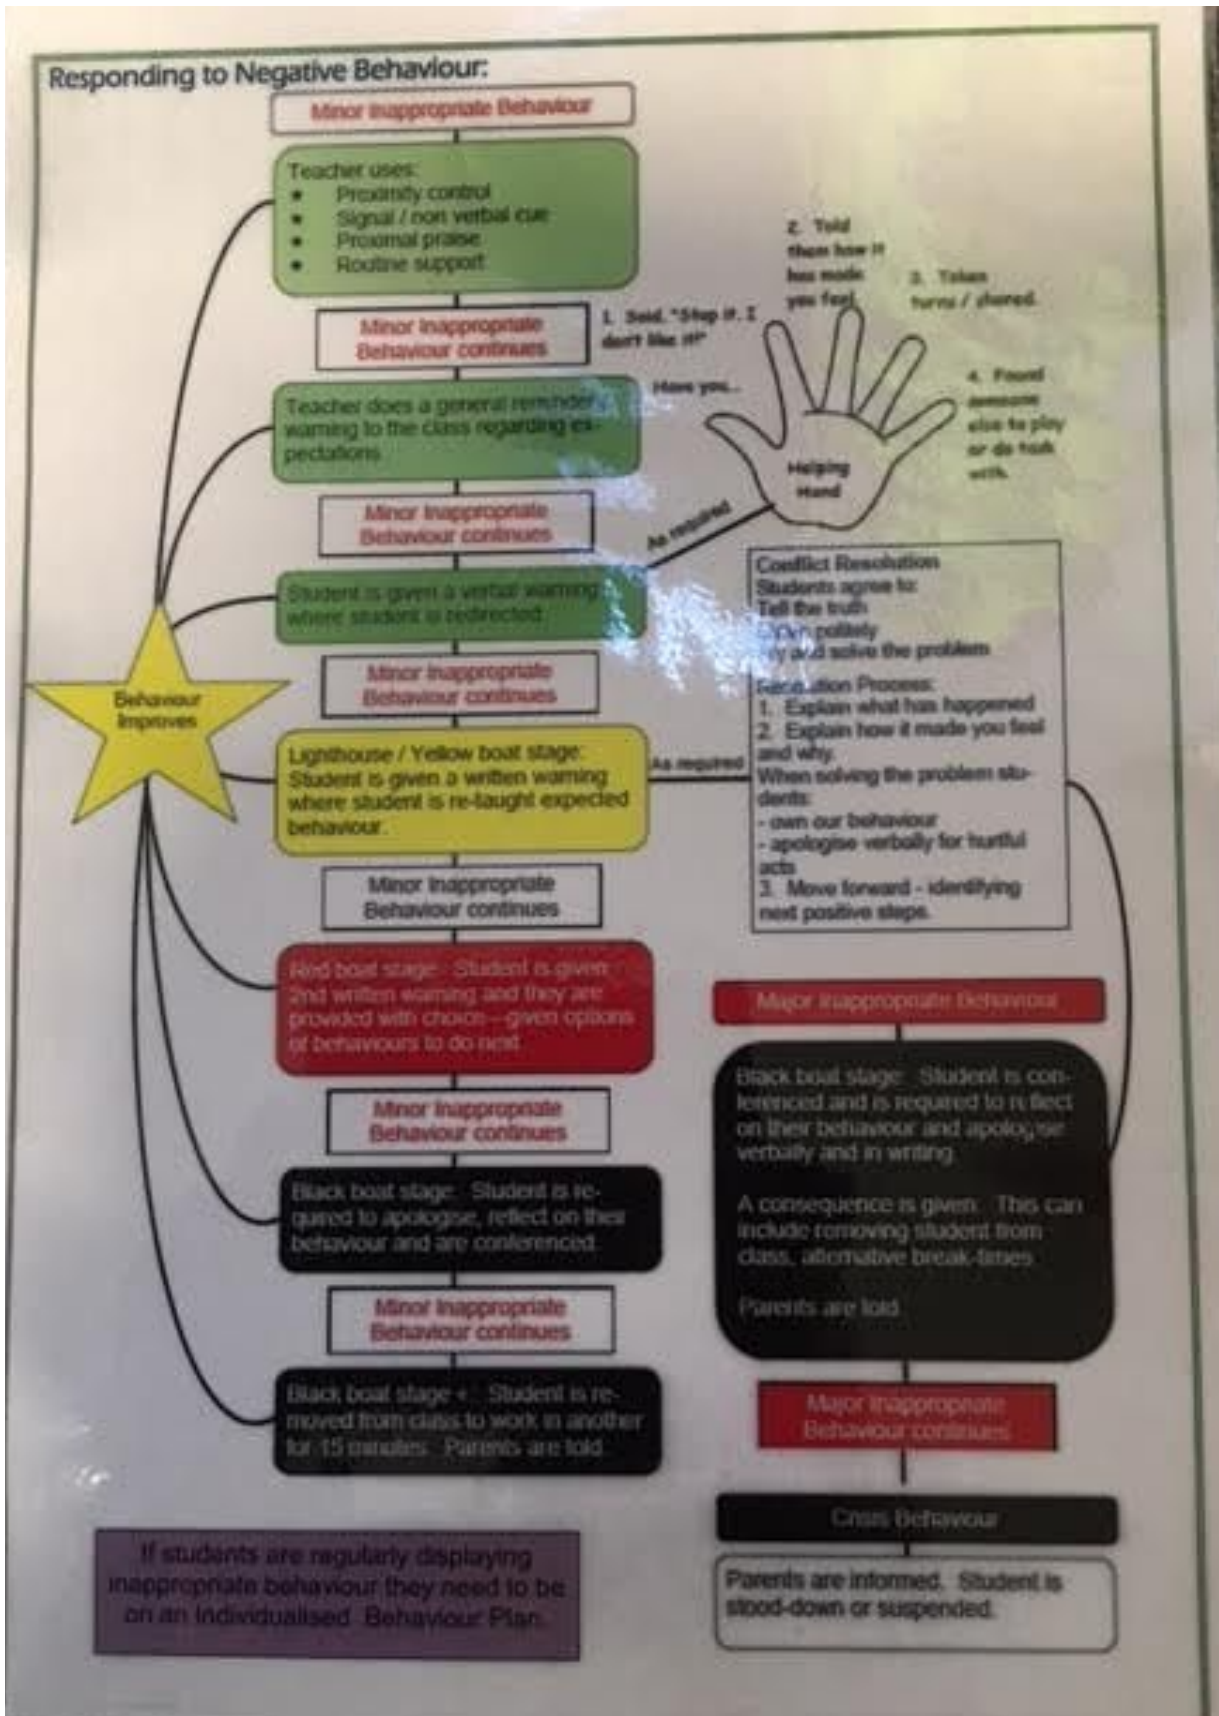 Responding to Negative Behaviour:
Minor Inappropriate Behaviour
Teacher uses:
• Proximity control
• Signal / non verbal cue
• Proximal praise
• Routine support
Minor Inappropriate
Behaviour continues
Teacher does a general reminder
warning to the class regarding ex-
pectations
Minor Inappropriate
Behaviour continues
Student is given a verbal warning
where student is redirected
Minor Inappropriate
Behaviour continues
Behaviour
Improves
Lighthouse / Yellow boat stage:
Student is given a written warning
where student is re-taught expected
behaviour.
Minor Inappropriate
Behaviour continues
Red boat stage. Student is given
2nd written warning and they are
provided with choice - given options
of behaviours to do next.
Minor Inappropriate
Behaviour continues
Black boat stage. Student is re-
quired to apologise, reflect on their
behaviour and are conferenced.
Minor Inappropriate
Behaviour continues
Black boat stage +. Student is re-
moved from class to work in another
for 15 minutes. Parents are told
If students are regularly displaying
inappropriate behaviour they need to be
on an Individualised Behaviour Plan.
Have you...
1. Said, "Stop it. I
don't like it!"
2. Told
them how it
has made
you feel.
3. Taken
turns / shared.
4. Found
someone
else to play
or do task
with.
Helping
Hand
As required
As required
Conflict Resolution
Students agree to:
Tell the truth
politely
and solve the problem
Process:
1. Explain what has happened
2. Explain how it made you feel
and why.
When solving the problem stu-
dents:
- own our behaviour
- apologise verbally for hurtful
acts
3. Move forward - identifying
next positive steps.
Major Inappropriate Behaviour
Black boat stage. Student is con-
ferenced and is required to reflect
on their behaviour and apologise
verbally and in writing.
A consequence is given. This can
include removing student from
class, alternative break-times
Parents are told
Major Inappropriate
Behaviour continues
Crisis Behaviour
Parents are informed. Student is
stood-down or suspended.